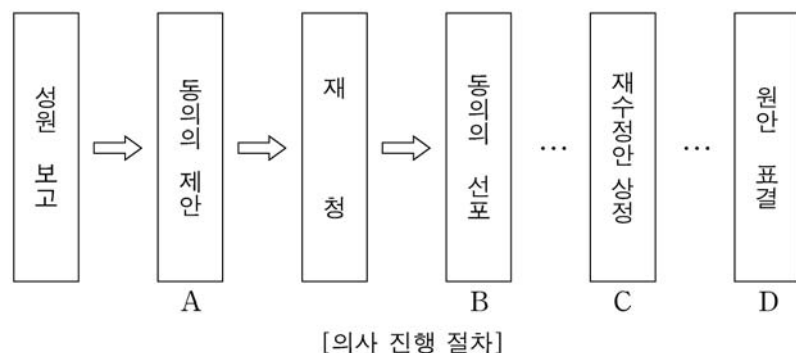 성원 보고
동의의 제안
재청
동의의 선포
…
재수정안 상정
…
원안 표결
A
B
C
D
[의사 진행 절차]